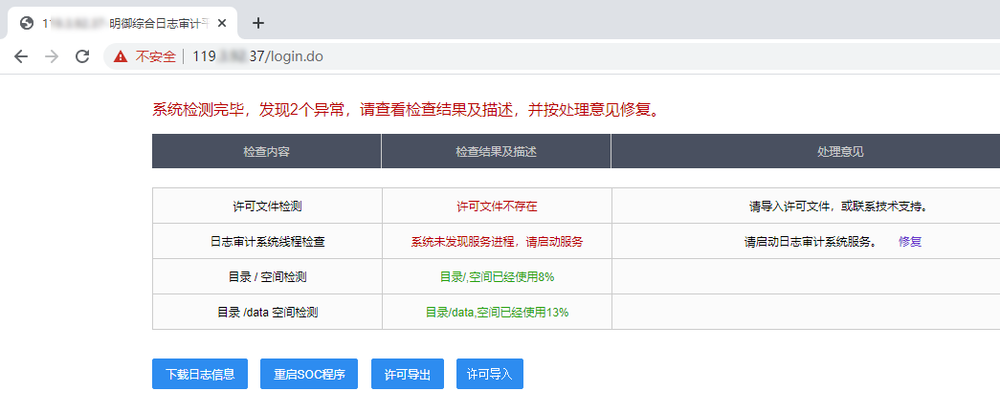 明御综合日志审计
不安全 119 37/login.do
系统检测完毕，发现2个异常，请查看检查结果及描述，并按处理意见修复。
检查内容 检查结果及描述 处理意见
许可文件检测 许可文件不存在 请导入许可文件，或联系技术支持。
日志审计系统线程检查 系统未发现服务进程，请启动服务 请启动日志审计系统服务。 修复
目录 / 空间检测 目录/,空间已经使用8%
目录 /data 空间检测 目录/data,空间已经使用13%
下载日志信息 重启SOC程序 许可导出 许可导入